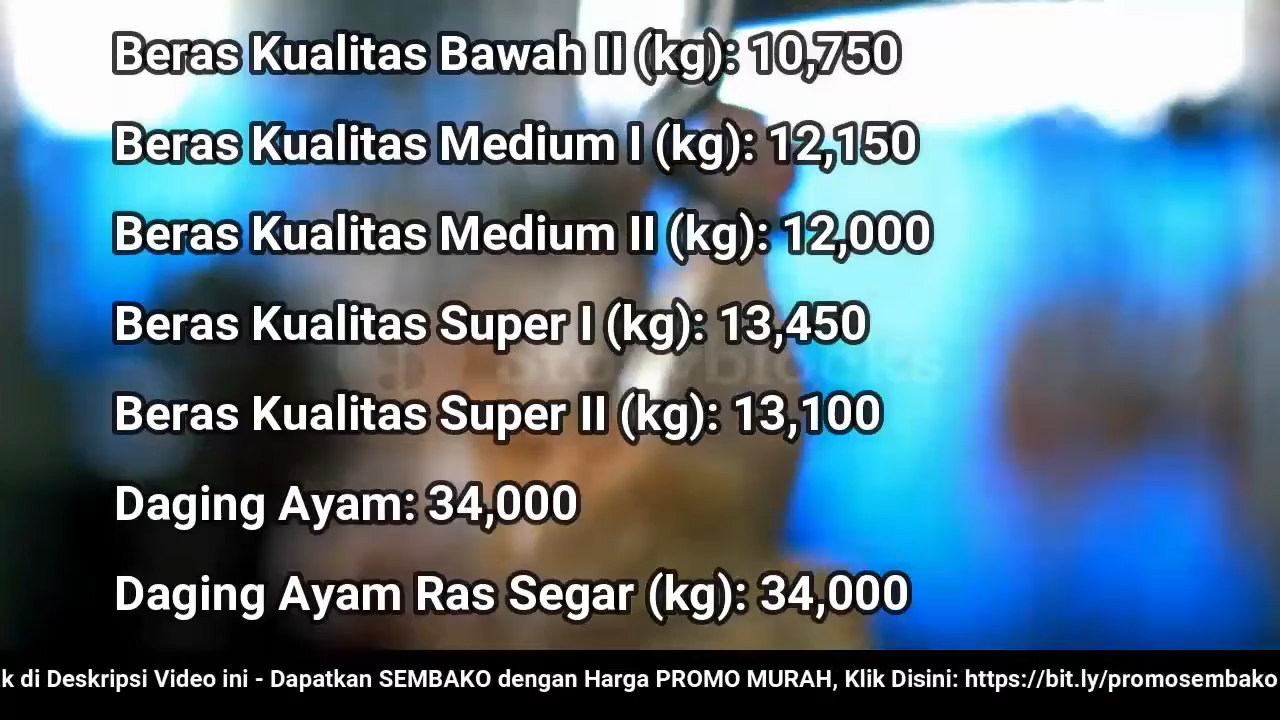 Beras Kualitas Bawah II (kg): 10,750
Beras Kualitas Medium I (kg): 12,150
Beras Kualitas Medium II (kg): 12,000
Beras Kualitas Super I (kg): 13,450
Storyblocks
Beras Kualitas Super II (kg): 13,100
Daging Ayam: 34,000
Daging Ayam Ras Segar (kg): 34,000
k di Deskripsi Video ini - Dapatkan SEMBAKO dengan Harga PROMO MURAH, Klik Disini: https://bit.ly/promosembako